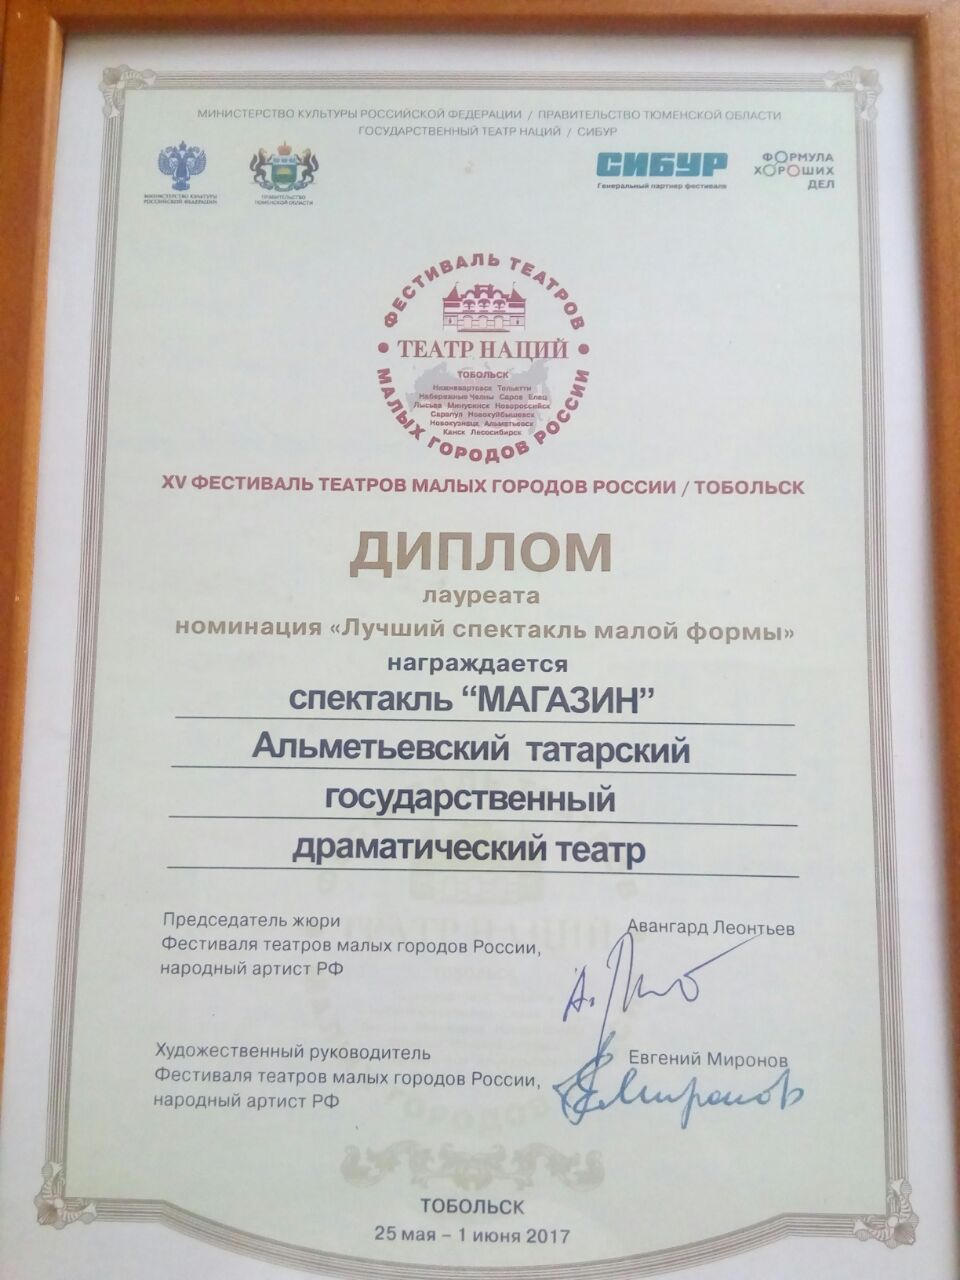 МИНИСТЕРСТВО КУЛЬТУРЫ РОССИЙСКОЙ ФЕДЕРАЦИИ / ПРАВИТЕЛЬСТВО ТЮМЕНСКОЙ ОБЛАСТИ
ГОСУДАРСТВЕННЫЙ ТЕАТР НАЦИЙ / СИБУР
МИНИСТЕРСТВО КУЛЬТУРЫ
РОССИЙСКОЙ ФЕДЕРАЦИИ
ПРАВИТЕЛЬСТВО
ТЮМЕНСКОЙ ОБЛАСТИ
СИБУР
Генеральный партнер фестиваля
ФОРМУЛА
ХОРОШИХ
ДЕЛ
ФЕСТИВАЛЬ ТЕАТРОВ
• ТЕАТР НАЦИЙ •
ТОБОЛЬСК
Нижневартовск Тольятти
Набережные Челны Саров Елец
Лысьва Минусинск Новороссийск
Сарапул Новокуйбышевск
Новокузнецк Альметьевск
Канск Лесосибирск
МАЛЫХ ГОРОДОВ РОССИИ
XV ФЕСТИВАЛЬ ТЕАТРОВ МАЛЫХ ГОРОДОВ РОССИИ / ТОБОЛЬСК
ДИПЛОМ
лауреата
номинация «Лучший спектакль малой формы»
награждается
спектакль “МАГАЗИН”
Альметьевский татарский
государственный
драматический театр
Председатель жюри
Фестиваля театров малых городов России,
народный артист РФ
Авангард Леонтьев
Художественный руководитель
Фестиваля театров малых городов России,
народный артист РФ
Евгений Миронов
ТОБОЛЬСК
25 мая – 1 июня 2017